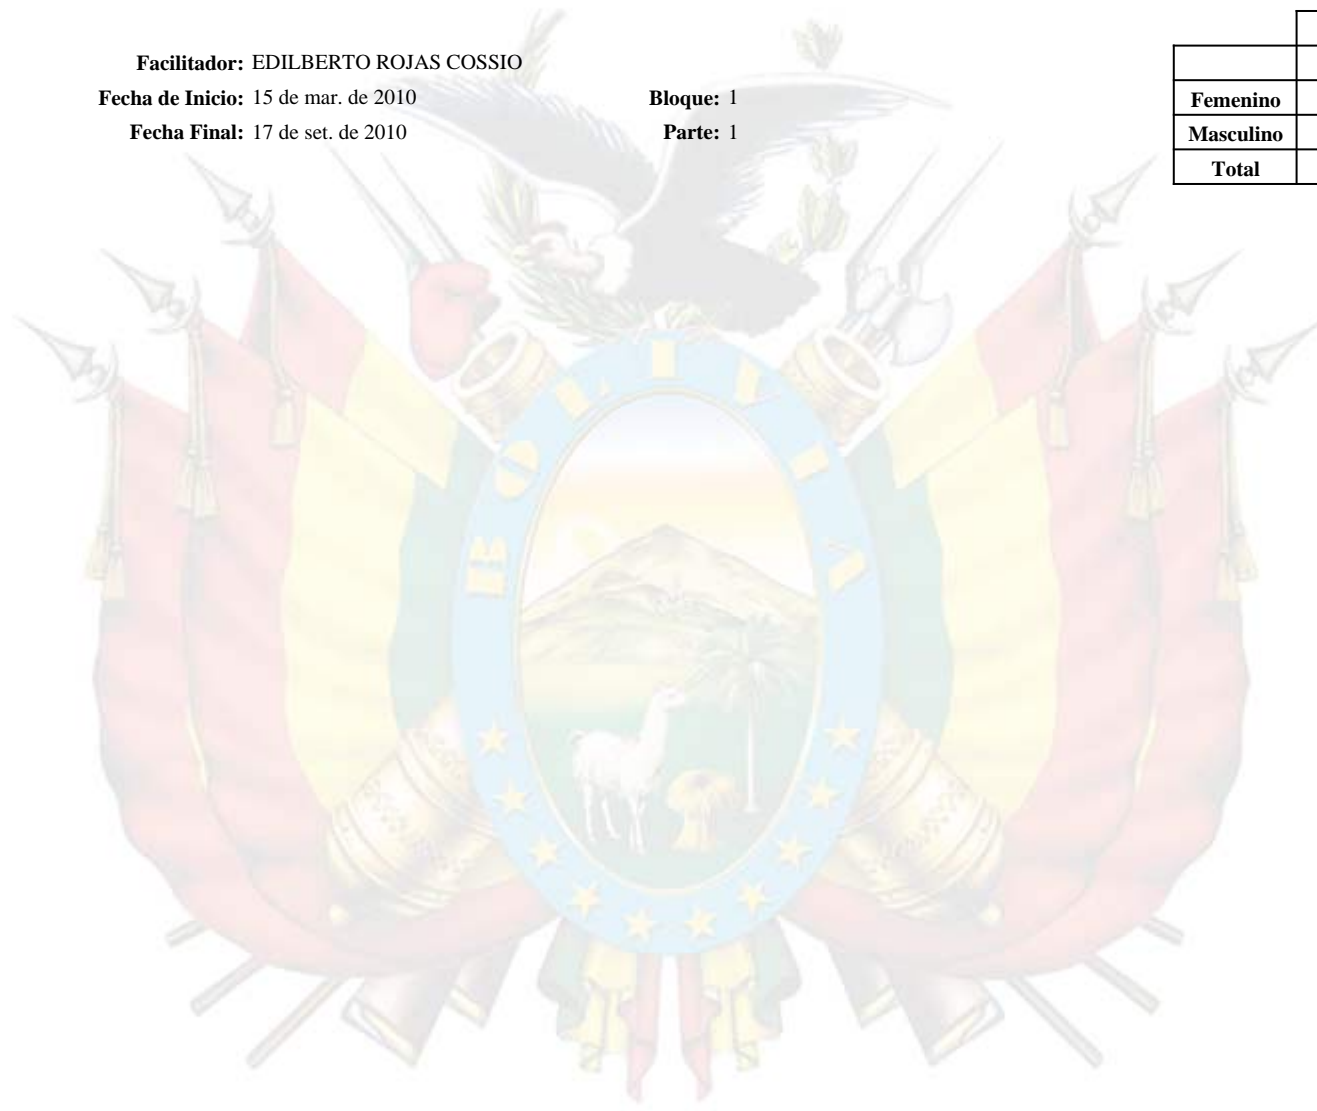 Facilitador: EDILBERTO ROJAS COSSIO
Fecha de Inicio: 15 de mar. de 2010 Bloque: 1
Fecha Final: 17 de set. de 2010 Parte: 1
Femenino
Masculino
Total
BOLIVIA